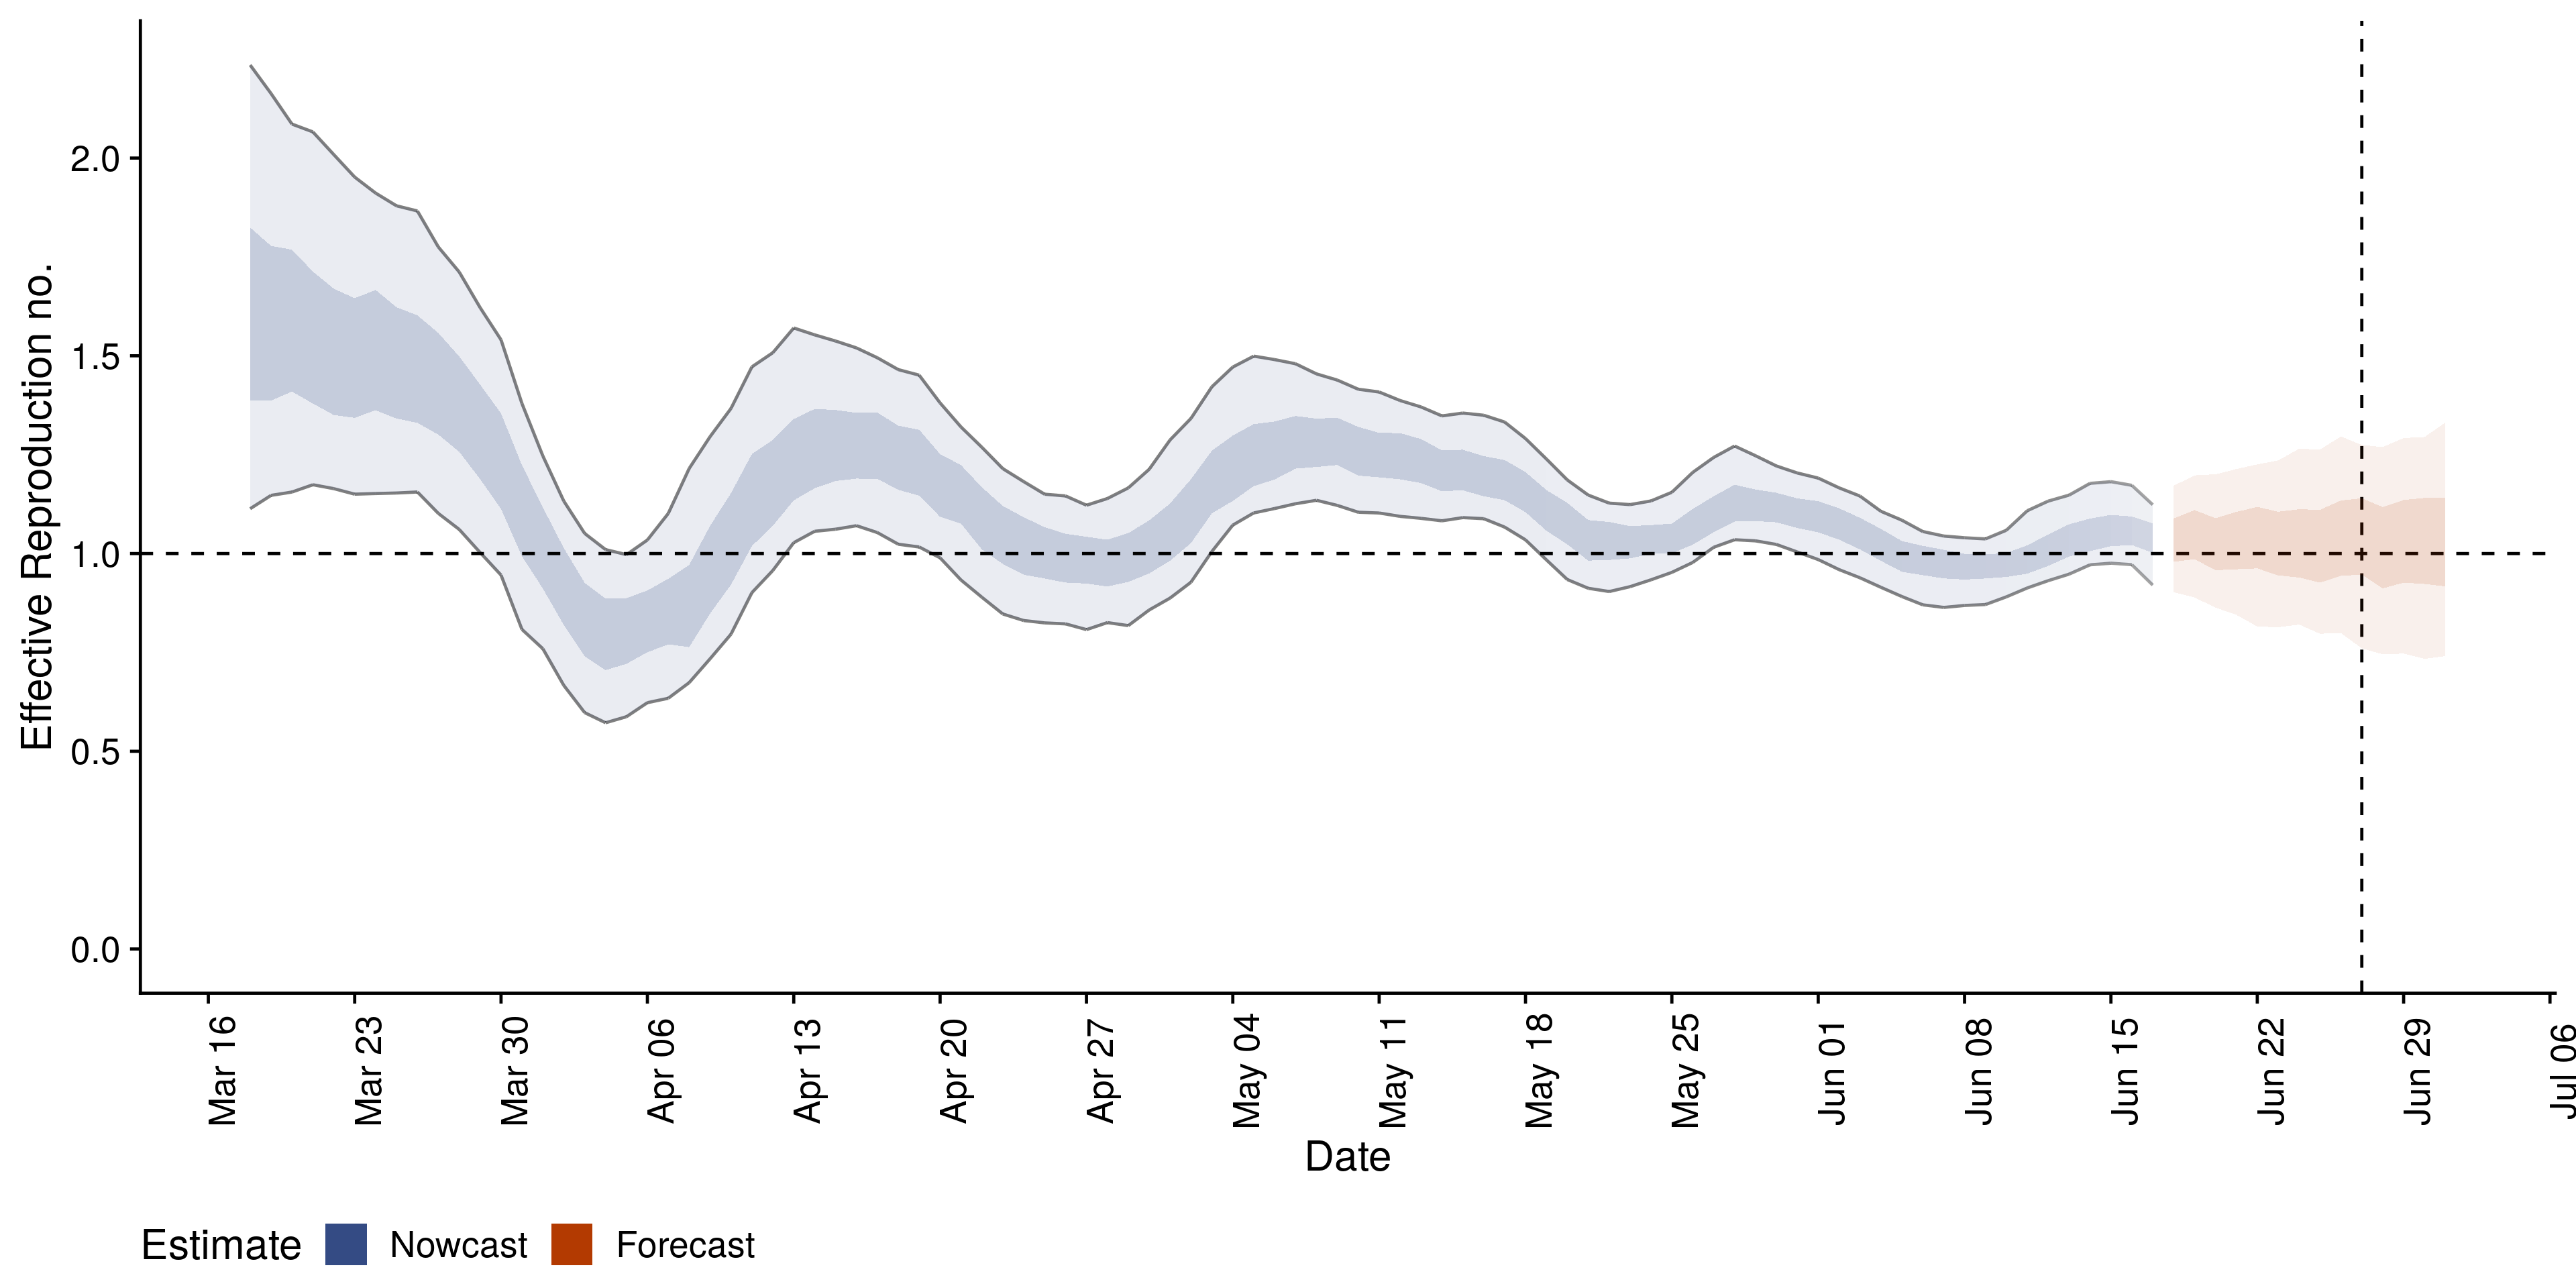 Effective Reproduction no.
2.0
1.5
1.0
0.5
0.0
Mar 16
Mar 23
Mar 30
Apr 06
Apr 13
Apr 20
Apr 27
May 04
May 11
May 18
May 25
Jun 01
Jun 08
Jun 15
Jun 22
Jun 29
Jul 06
Date
Estimate Nowcast Forecast